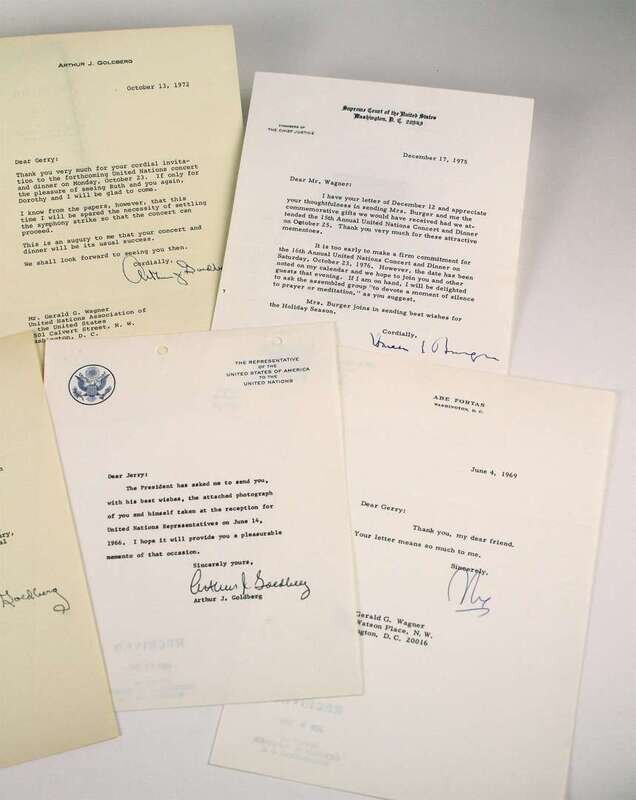 ARTHUR J. GOLDBERG
October 13, 1972
Dear Gerry:
Thank you very much for your cordial invita-
tion to the forthcoming United Nations concert
and dinner on Monday, October 23. If only for
the pleasure of seeing Ruth and you again,
Dorothy and I will be glad to come.
I know from the papers, however, that this
time I will be spared the necessity of settling
the symphony strike so that the concert can
proceed.
This is an augury to me that your concert and
dinner will be its usual success.
We shall look forward to seeing you then.
Cordially,
Mr. Gerald G. Wagner
United Nations Association of
the United States
501 Calvert Street, N. W.
Washington, D. C.
Supreme Court of the United States
Washington, D. C. 20543
CHAMBERS OF
THE CHIEF JUSTICE
December 17, 1975
Dear Mr. Wagner:
I have your letter of December 12 and appreciate
your thoughtfulness in sending Mrs. Burger and me the
commemorative gifts we would have received had we at-
tended the 15th Annual United Nations Concert and Dinner
on October 25. Thank you very much for these attractive
mementoes.
It is too early to make a firm commitment for
the 16th Annual United Nations Concert and Dinner on
Saturday, October 23, 1976. However, the date has been
noted on my calendar and we hope to join you and other
guests that evening. If I am on hand, I will be delighted
to ask the assembled group "to devote a moment of silence
to prayer or meditation," as you suggest.
Mrs. Burger joins in sending best wishes for
the Holiday Season.
Cordially,
THE REPRESENTATIVE
OF THE
UNITED STATES OF AMERICA
TO THE
UNITED NATIONS
Dear Jerry:
The President has asked me to send you,
with his best wishes, the attached photograph
of you and himself taken at the reception for
United Nations Representatives on June 14,
1966. I hope it will provide you a pleasurable
memento of that occasion.
Sincerely yours,
Arthur J. Goldberg
Arthur J. Goldberg
ABE FORTAS
WASHINGTON, D. C.
June 4, 1969
Dear Gerry:
Thank you, my dear friend.
Your letter means so much to me.
Sincerely,
Gerald G. Wagner
Watson Place, N. W.
ington, D. C. 20016
Goldberg